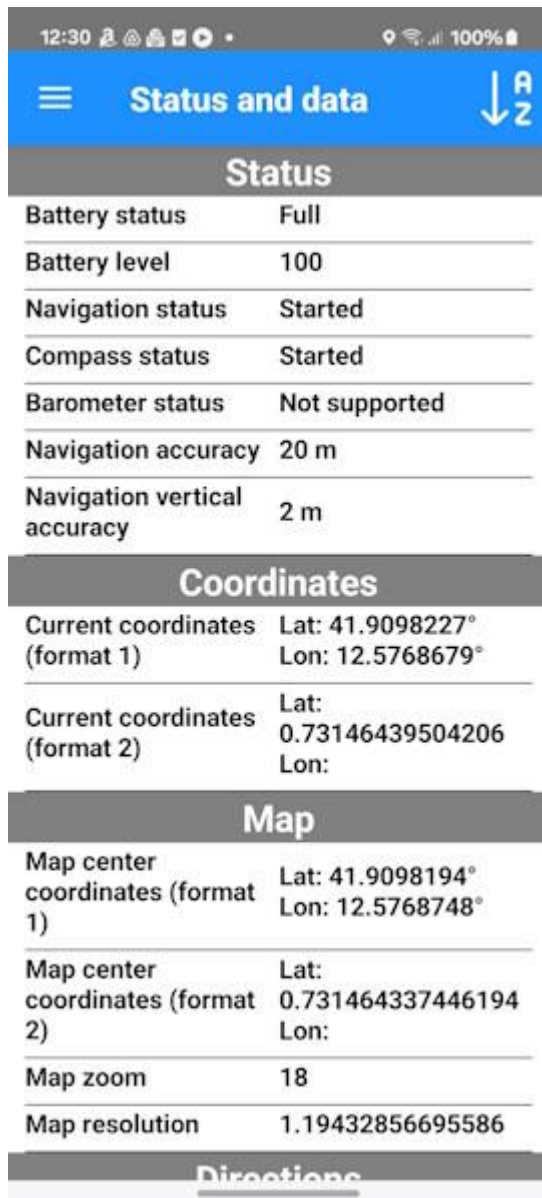 12:30 100%
Status and data A
Z
Status
Battery status Full
Battery level 100
Navigation status Started
Compass status Started
Barometer status Not supported
Navigation accuracy 20 m
Navigation vertical
accuracy 2 m
Coordinates
Current coordinates Lat: 41.9098227°
(format 1) Lon: 12.5768679°
Current coordinates
(format 2)
Lat:
0.73146439504206
Lon:
Map
Map center
coordinates (format
1)
Lat: 41.9098194°
Lon: 12.5768748°
Map center
coordinates (format
2)
Lat:
0.731464337446194
Lon:
Map zoom 18
Map resolution 1.19432856695586
Directions